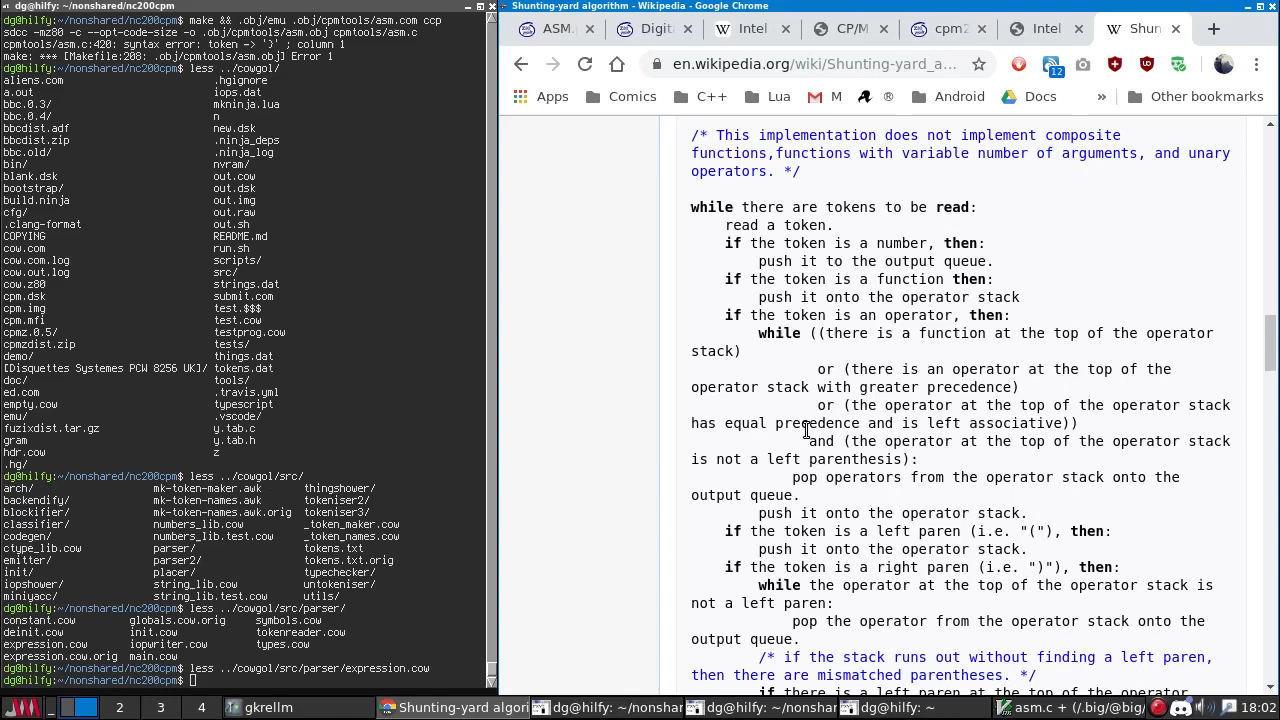 dg@hilfy: ~/nonshared/nc200cpm
dg@hilfy:~/nonshared/nc200cpm$ make && .obj/emu .obj/cpmtools/asm.com ccp
sdcc -mz80 -c --opt-code-size -o .obj/cpmtools/asm.obj cpmtools/asm.c
cpmtools/asm.c:420: syntax error: token -> '}' ; column 1
make: *** [Makefile:208: .obj/cpmtools/asm.obj] Error 1
dg@hilfy:~/nonshared/nc200cpm$ less ../cowgol/
aliens.com .hgignore
a.out iops.dat
bbc.0.3/ mkninja.lua
bbc.0.4/ n
bbcdist.adf new.dsk
bbcdist.zip .ninja_deps
bbc.old/ .ninja_log
bin/ nvram/
blank.dsk out.cow
bootstrap/ out.dsk
build.ninja out.img
cfg/ out.raw
.clang-format out.sh
COPYING README.md
cow.com run.sh
cow.com.log scripts/
cow.out.log src/
cow.z80 strings.dat
cpm.dsk submit.com
cpm.img test.$$$
cpm.mfi test.cow
cpmz.0.5/ testprog.cow
cpmzdist.zip tests/
demo/ things.dat
[Disquettes Systemes PCW 8256 UK]/ tokens.dat
doc/ tools/
ed.com .travis.yml
empty.cow typescript
emu/ .vscode/
fuzixdist.tar.gz y.tab.c
gram y.tab.h
hdr.cow z
.hg/
dg@hilfy:~/nonshared/nc200cpm$ less ../cowgol/src/
arch/ mk-token-maker.awk thingshower/
backendify/ mk-token-names.awk tokeniser2/
blockifier/ mk-token-names.awk.orig tokeniser3/
classifier/ numbers_lib.cow _token_maker.cow
codegen/ numbers_lib.test.cow _token_names.cow
ctype_lib.cow parser/ tokens.txt
emitter/ parser2/ tokens.txt.orig
init/ placer/ typechecker/
iopshower/ string_lib.cow untokeniser/
miniyacc/ string_lib.test.cow utils/
dg@hilfy:~/nonshared/nc200cpm$ less ../cowgol/src/parser/
constant.cow globals.cow.orig symbols.cow
deinit.cow init.cow tokenreader.cow
expression.cow iopwriter.cow types.cow
expression.cow.orig main.cow
dg@hilfy:~/nonshared/nc200cpm$ less ../cowgol/src/parser/expression.cow
dg@hilfy:~/nonshared/nc200cpm$
Shunting-yard algorithm - Wikipedia - Google Chrome
ASM. Digit Intel CP/M cpm2 Intel Shun
en.wikipedia.org/wiki/Shunting-yard_a...
12
Apps Comics C++ Lua M ® Android Docs » Other bookmarks
/* This implementation does not implement composite
functions,functions with variable number of arguments, and unary
operators. */
while there are tokens to be read:
read a token.
if the token is a number, then:
push it to the output queue.
if the token is a function then:
push it onto the operator stack
if the token is an operator, then:
while ((there is a function at the top of the operator
stack)
or (there is an operator at the top of the
operator stack with greater precedence)
or (the operator at the top of the operator stack
has equal precedence and is left associative))
and (the operator at the top of the operator stack
is not a left parenthesis):
pop operators from the operator stack onto the
output queue.
push it onto the operator stack.
if the token is a left paren (i.e. "("), then:
push it onto the operator stack.
if the token is a right paren (i.e. ")"), then:
while the operator at the top of the operator stack is
not a left paren:
pop the operator from the operator stack onto the
output queue.
/* if the stack runs out without finding a left paren,
then there are mismatched parentheses. */
if there is a left paren at the top of the operator
2 3 4 gkrellm Shunting-yard algori dg@hilfy: ~/nonshar dg@hilfy: ~/nonshar dg@hilfy: ~ asm.c + (/.big/@big/ 18:02